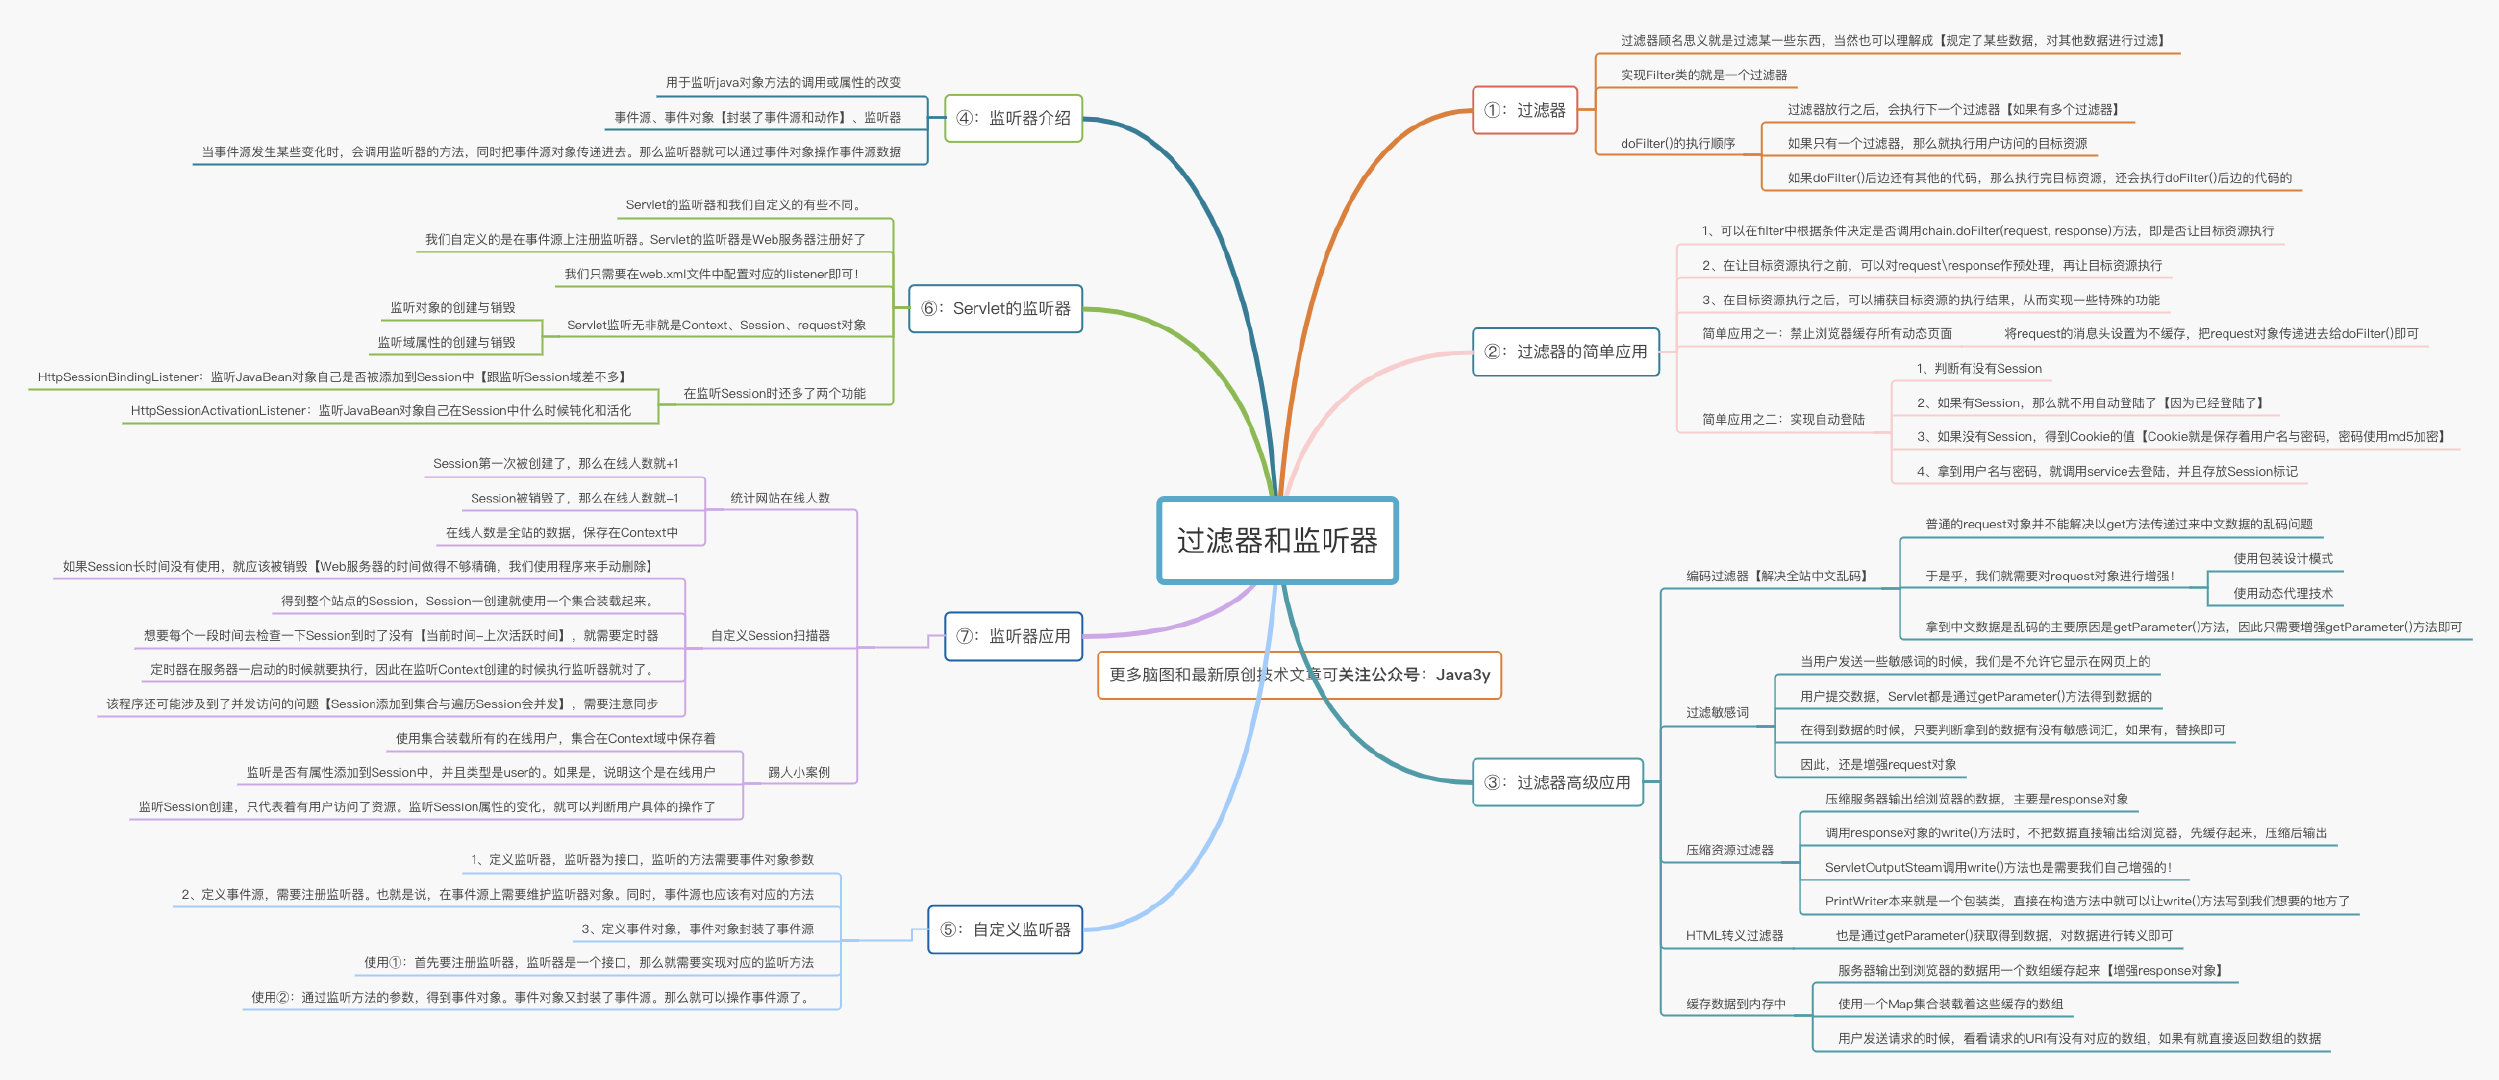 过滤器和监听器
更多脑图和最新原创技术文章可关注公众号：Java3y
①：过滤器
过滤器顾名思义就是过滤某一些东西，当然也可以理解成【规定了某些数据，对其他数据进行过滤】
实现Filter类的就是一个过滤器
doFilter()的执行顺序
过滤器放行之后，会执行下一个过滤器【如果有多个过滤器】
如果只有一个过滤器，那么就执行用户访问的目标资源
如果doFilter()后边还有其他的代码，那么执行完目标资源，还会执行doFilter()后边的代码的
②：过滤器的简单应用
1、可以在filter中根据条件决定是否调用chain.doFilter(request, response)方法，即是否让目标资源执行
2、在让目标资源执行之前，可以对request\response作预处理，再让目标资源执行
3、在目标资源执行之后，可以捕获目标资源的执行结果，从而实现一些特殊的功能
简单应用之一：禁止浏览器缓存所有动态页面
将request的消息头设置为不缓存，把request对象传递进去给doFilter()即可
简单应用之二：实现自动登陆
1、判断有没有Session
2、如果有Session，那么就不用自动登陆了【因为已经登陆了】
3、如果没有Session，得到Cookie的值【Cookie就是保存着用户名与密码，密码使用md5加密】
4、拿到用户名与密码，就调用service去登陆，并且存放Session标记
③：过滤器高级应用
编码过滤器【解决全站中文乱码】
普通的request对象并不能解决以get方法传递过来中文数据的乱码问题
于是乎，我们就需要对request对象进行增强！
使用包装设计模式
使用动态代理技术
拿到中文数据是乱码的主要原因是getParameter()方法，因此只需要增强getParameter()方法即可
过滤敏感词
当用户发送一些敏感词的时候，我们是不允许它显示在网页上的
用户提交数据，Servlet都是通过getParameter()方法得到数据的
在得到数据的时候，只要判断拿到的数据有没有敏感词汇，如果有，替换即可
因此，还是增强request对象
压缩资源过滤器
压缩服务器输出给浏览器的数据，主要是response对象
调用response对象的write()方法时，不把数据直接输出给浏览器，先缓存起来，压缩后输出
ServletOutputSteam调用write()方法也是需要我们自己增强的！
PrintWriter本来就是一个包装类，直接在构造方法中就可以让write()方法写到我们想要的地方了
HTML转义过滤器
也是通过getParameter()获取得到数据，对数据进行转义即可
缓存数据到内存中
服务器输出到浏览器的数据用一个数组缓存起来【增强response对象】
使用一个Map集合装载着这些缓存的数组
用户发送请求的时候，看看请求的URI有没有对应的数组，如果有就直接返回数组的数据
④：监听器介绍
用于监听java对象方法的调用或属性的改变
事件源、事件对象【封装了事件源和动作】、监听器
当事件源发生某些变化时，会调用监听器的方法，同时把事件源对象传递进去。那么监听器就可以通过事件对象操作事件源数据
⑥：Servlet的监听器
Servlet的监听器和我们自定义的有些不同。
我们自定义的是在事件源上注册监听器。Servlet的监听器是Web服务器注册好了
我们只需要在web.xml文件中配置对应的listener即可！
Servlet监听无非就是Context、Session、request对象
监听对象的创建与销毁
监听域属性的创建与销毁
在监听Session时还多了两个功能
HttpSessionBindingListener：监听JavaBean对象自己是否被添加到Session中【跟监听Session域差不多】
HttpSessionActivationListener：监听JavaBean对象自己在Session中什么时候钝化和活化
⑦：监听器应用
统计网站在线人数
Session第一次被创建了，那么在线人数就+1
Session被销毁了，那么在线人数就-1
在线人数是全站的数据，保存在Context中
自定义Session扫描器
如果Session长时间没有使用，就应该被销毁【Web服务器的时间做得不够精确，我们使用程序来手动删除】
得到整个站点的Session，Session一创建就使用一个集合装载起来。
想要每个一段时间去检查一下Session到时了没有【当前时间-上次活跃时间】，就需要定时器
定时器在服务器一启动的时候就要执行，因此在监听Context创建的时候执行监听器就对了。
该程序还可能涉及到了并发访问的问题【Session添加到集合与遍历Session会并发】，需要注意同步
踢人小案例
使用集合装载所有的在线用户，集合在Context域中保存着
监听是否有属性添加到Session中，并且类型是user的。如果是，说明这个是在线用户
监听Session创建，只代表着有用户访问了资源。监听Session属性的变化，就可以判断用户具体的操作了
⑤：自定义监听器
1、定义监听器，监听器为接口，监听的方法需要事件对象参数
2、定义事件源，需要注册监听器。也就是说，在事件源上需要维护监听器对象。同时，事件源也应该有对应的方法
3、定义事件对象，事件对象封装了事件源
使用①：首先要注册监听器，监听器是一个接口，那么就需要实现对应的监听方法
使用②：通过监听方法的参数，得到事件对象。事件对象又封装了事件源。那么就可以操作事件源了。